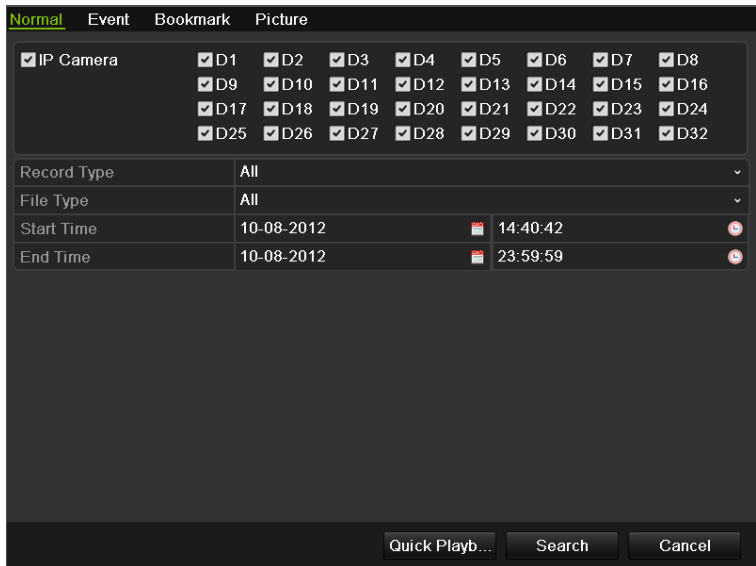 Normal Event Bookmark Picture
IP Camera D1 D2 D3 D4 D5 D6 D7 D8
D9 D10 D11 D12 D13 D14 D15 D16
D17 D18 D19 D20 D21 D22 D23 D24
D25 D26 D27 D28 D29 D30 D31 D32
Record Type All
File Type All
Start Time 10-08-2012 14:40:42
End Time 10-08-2012 23:59:59
Quick Playb... Search Cancel